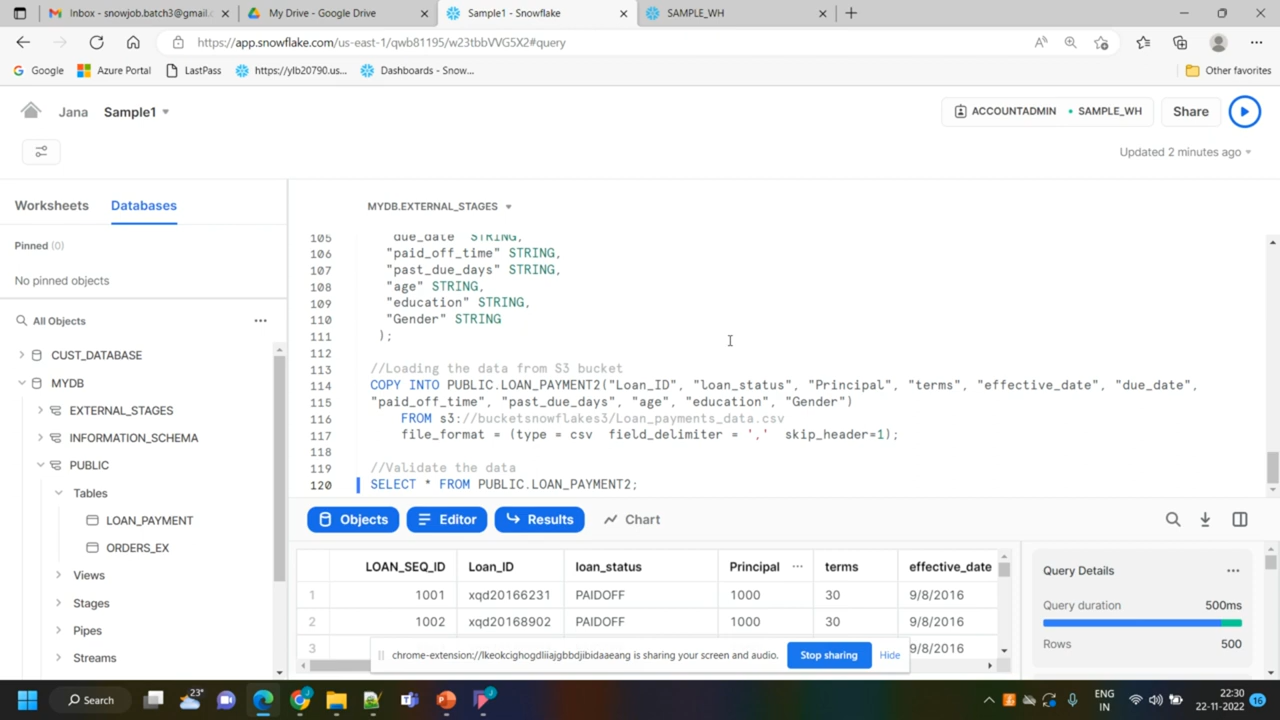 Inbox - snowjob.batch3@gmail.c
My Drive - Google Drive
Sample1 - Snowflake
SAMPLE_WH
https://app.snowflake.com/us-east-1/qwb81195/w23tbbVVG5X2#query
Google
Azure Portal
LastPass
https://ylb20790.us...
Dashboards - Snow...
Other favorites
Jana
Sample1
ACCOUNTADMIN
SAMPLE_WH
Share
Updated 2 minutes ago
Worksheets
Databases
Pinned (0)
No pinned objects
All Objects
CUST_DATABASE
MYDB
EXTERNAL_STAGES
INFORMATION_SCHEMA
PUBLIC
Tables
LOAN_PAYMENT
ORDERS_EX
Views
Stages
Pipes
Streams
MYDB.EXTERNAL_STAGES
105 due_date" STRING,
106 "paid_off_time" STRING,
107 "past_due_days" STRING,
108 "age" STRING,
109 "education" STRING,
110 "Gender" STRING
111 );
112
113 //Loading the data from S3 bucket
114 COPY INTO PUBLIC.LOAN_PAYMENT2("Loan_ID", "loan_status", "Principal", "terms", "effective_date", "due_date",
115 "paid_off_time", "past_due_days", "age", "education", "Gender")
116 FROM s3://bucketsnowflakes3/Loan_payments_data.csv
117 file_format = (type = csv field_delimiter = ',' skip_header=1);
118
119 //Validate the data
120 SELECT * FROM PUBLIC.LOAN_PAYMENT2;
Objects
Editor
Results
Chart
LOAN_SEQ_ID Loan_ID loan_status Principal ... terms effective_date
1 1001 xqd20166231 PAIDOFF 1000 30 9/8/2016
2 1002 xqd20168902 PAIDOFF 1000 30 9/8/2016
3 9/8/2016
Query Details
Query duration 500ms
Rows 500
chrome-extension://lkeokcighogdliiajgbbdjibidaaeang is sharing your screen and audio.
Stop sharing
Hide
Search
23°
ENG
IN
22:30
22-11-2022
16